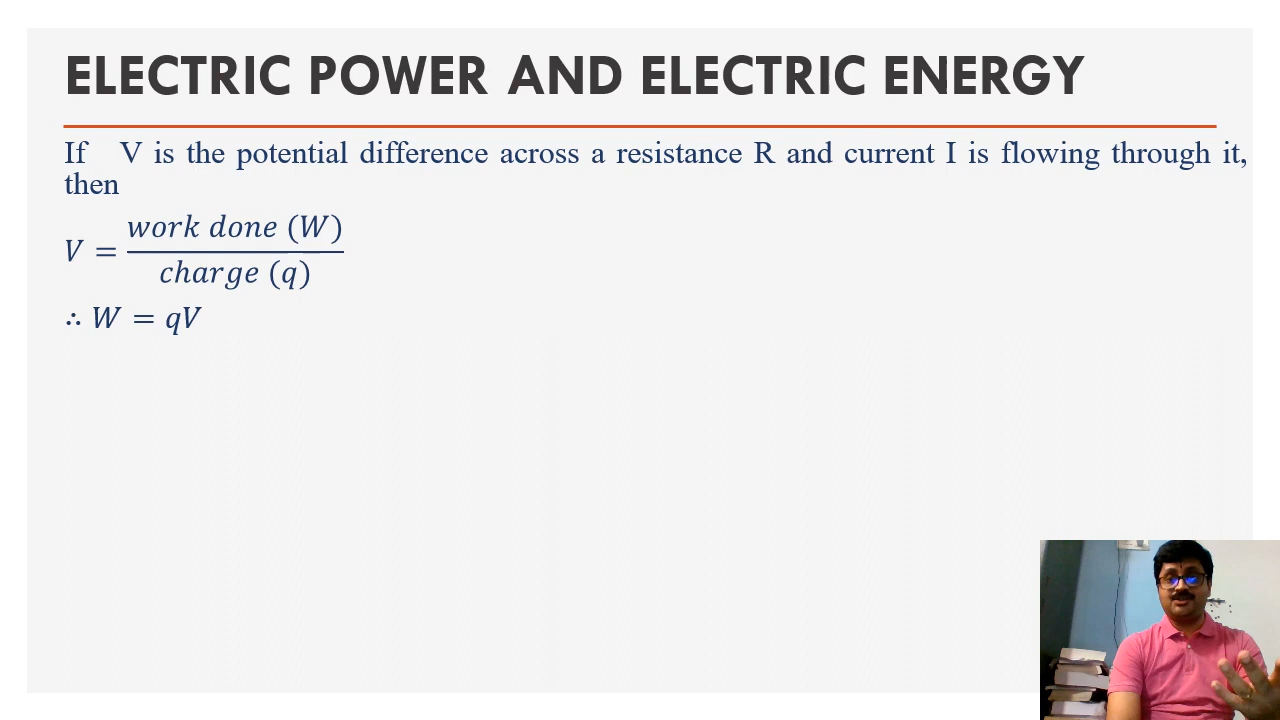 ELECTRIC POWER AND ELECTRIC ENERGY
If V is the potential difference across a resistance R and current I is flowing through it,
then
V = work done (W) / charge (q)
∴ W = qV